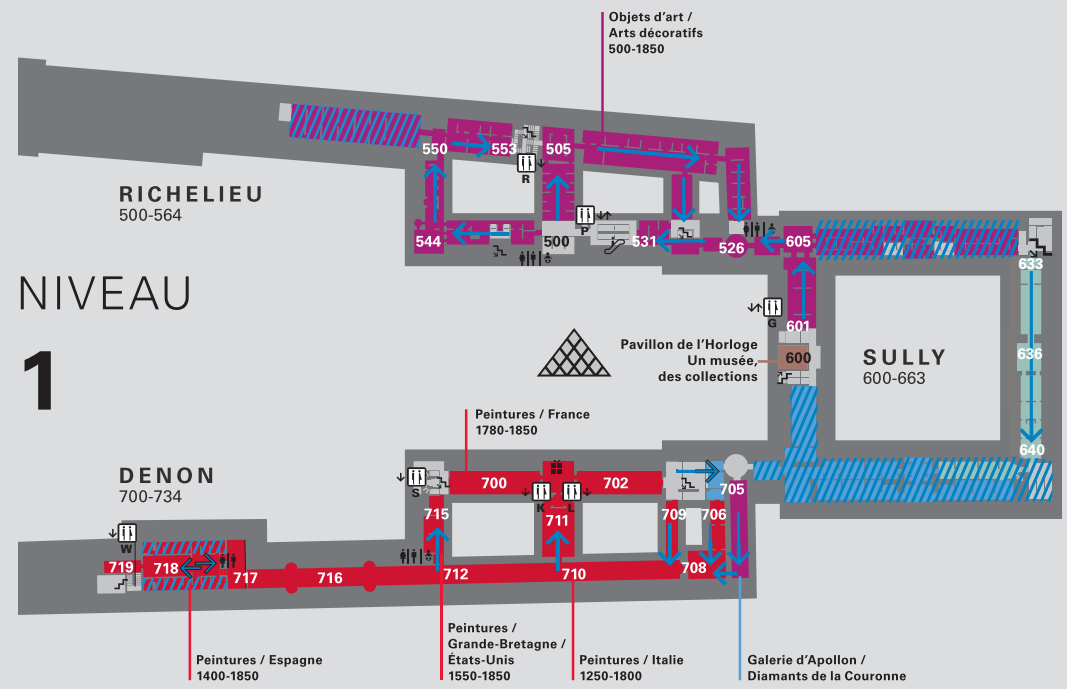 Objets d'art /
Arts décoratifs
500-1850
RICHELIEU
500-564
550
553
505
R
P
544
500
531
526
605
633
NIVEAU
1
G
601
Pavillon de l'Horloge
Un musée,
des collections
600
SULLY
600-663
636
640
Peintures / France
1780-1850
DENON
700-734
S
700
702
705
K
L
715
711
709
706
W
719
718
717
716
712
710
708
Peintures / Espagne
1400-1850
Peintures /
Grande-Bretagne /
États-Unis
1550-1850
Peintures / Italie
1250-1800
Galerie d'Apollon /
Diamants de la Couronne